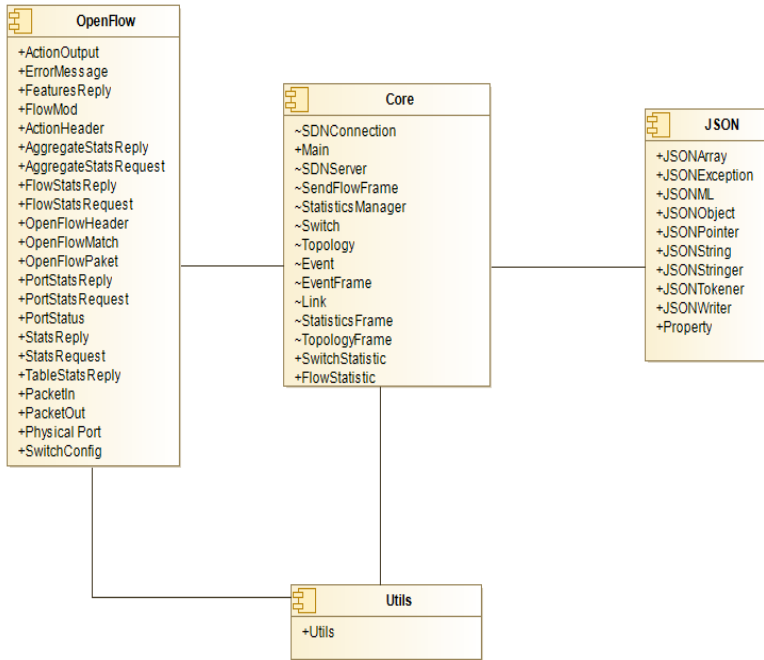 OpenFlow
+ActionOutput
+ErrorMessage
+FeaturesReply
+FlowMod
+ActionHeader
+AggregateStatsReply
+AggregateStatsRequest
+FlowStatsReply
+FlowStatsRequest
+OpenFlowHeader
+OpenFlowMatch
+OpenFlowPaket
+PortStatsReply
+PortStatsRequest
+PortStatus
+StatsReply
+StatsRequest
+TableStatsReply
+PacketIn
+PacketOut
+Physical Port
+SwitchConfig
Core
~SDNConnection
+Main
~SDNServer
~SendFlowFrame
~StatisticsManager
~Switch
~Topology
~Event
~EventFrame
~Link
~StatisticsFrame
~TopologyFrame
+SwitchStatistic
+FlowStatistic
JSON
+JSONArray
+JSONException
+JSONML
+JSONObject
+JSONPointer
+JSONString
+JSONStringer
+JSONTokener
+JSONWriter
+Property
Utils
+Utils